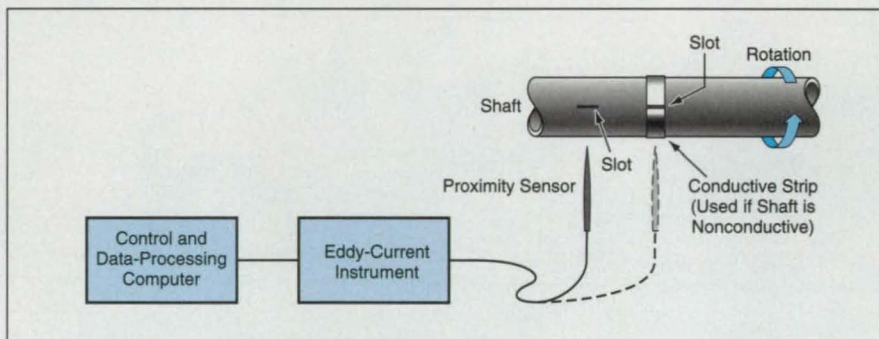 Slot
Rotation
Shaft
Slot
Proximity Sensor
Conductive Strip
(Used if Shaft is
Nonconductive)
Control and
Data-Processing
Computer
Eddy-Current
Instrument